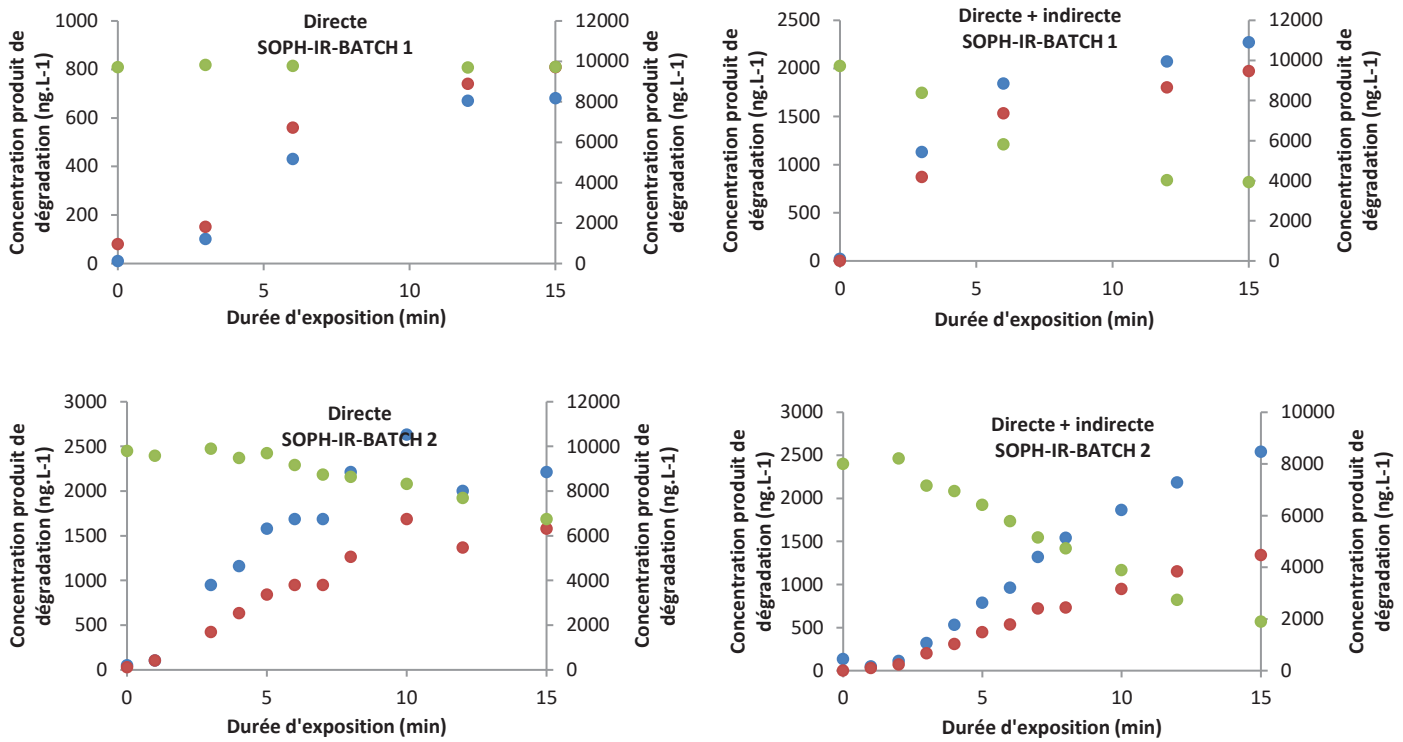 Directe
SOPH-IR-BATCH 1
Concentration produit de
dégradation (ng.L-1)
1000
800
600
400
200
0
12000
10000
8000
6000
4000
2000
0
Concentration produit de
dégradation (ng.L-1)
0 5 10 15
Durée d'exposition (min)
Directe + indirecte
SOPH-IR-BATCH 1
Concentration produit de
dégradation (ng.L-1)
2500
2000
1500
1000
500
0
12000
10000
8000
6000
4000
2000
0
Concentration produit de
dégradation (ng.L-1)
0 5 10 15
Durée d'exposition (min)
Directe
SOPH-IR-BATCH 2
Concentration produit de
dégradation (ng.L-1)
3000
2500
2000
1500
1000
500
0
12000
10000
8000
6000
4000
2000
0
Concentration produit de
dégradation (ng.L-1)
0 5 10 15
Durée d'exposition (min)
Directe + indirecte
SOPH-IR-BATCH 2
Concentration produit de
dégradation (ng.L-1)
3000
2500
2000
1500
1000
500
0
10000
8000
6000
4000
2000
0
Concentration produit de
dégradation (ng.L-1)
0 5 10 15
Durée d'exposition (min)